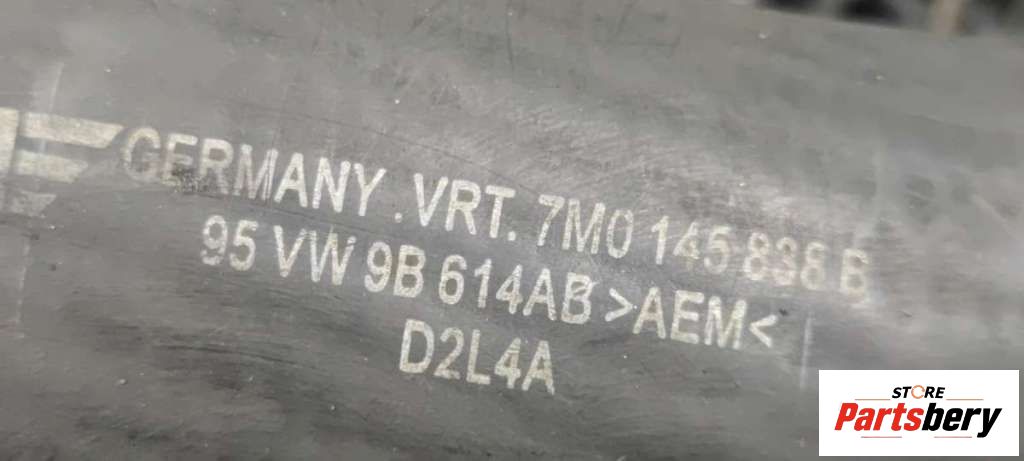 GERMANY .VRT. 7M0 145 838 B
95 VW 9B 614AB >AEM<
D2L4A
STORE
Partsbery